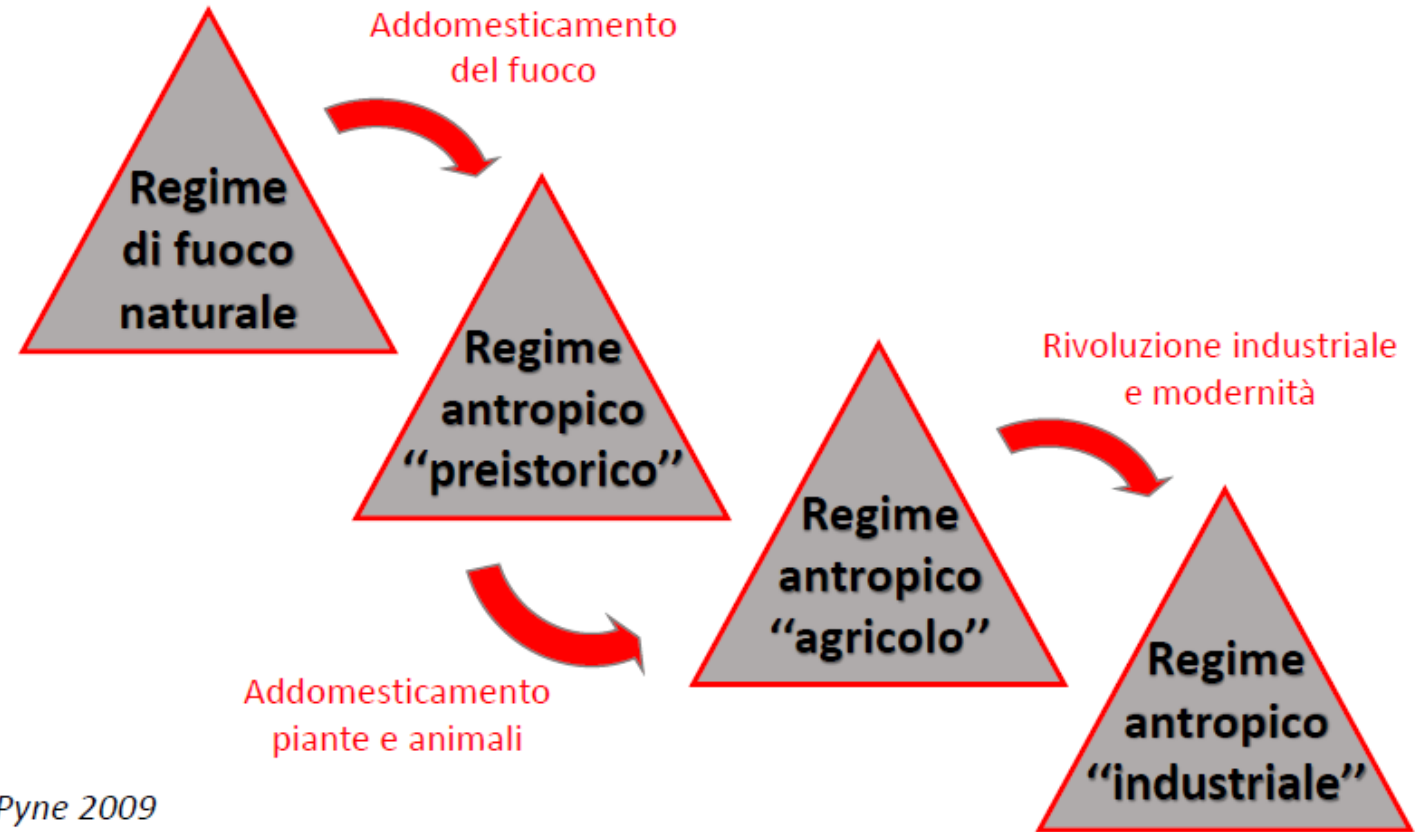 Addomesticamento
del fuoco
Regime
di fuoco
naturale
Regime
antropico
‘‘preistorico’’
Rivoluzione industriale
e modernità
Regime
antropico
‘‘agricolo’’
Addomesticamento
piante e animali
Regime
antropico
‘‘industriale’’
Pyne 2009